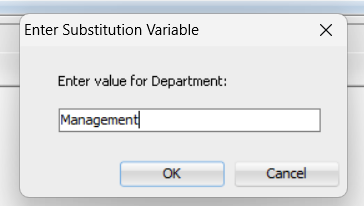 Enter Substitution Variable
Enter value for Department:
Management
OK Cancel